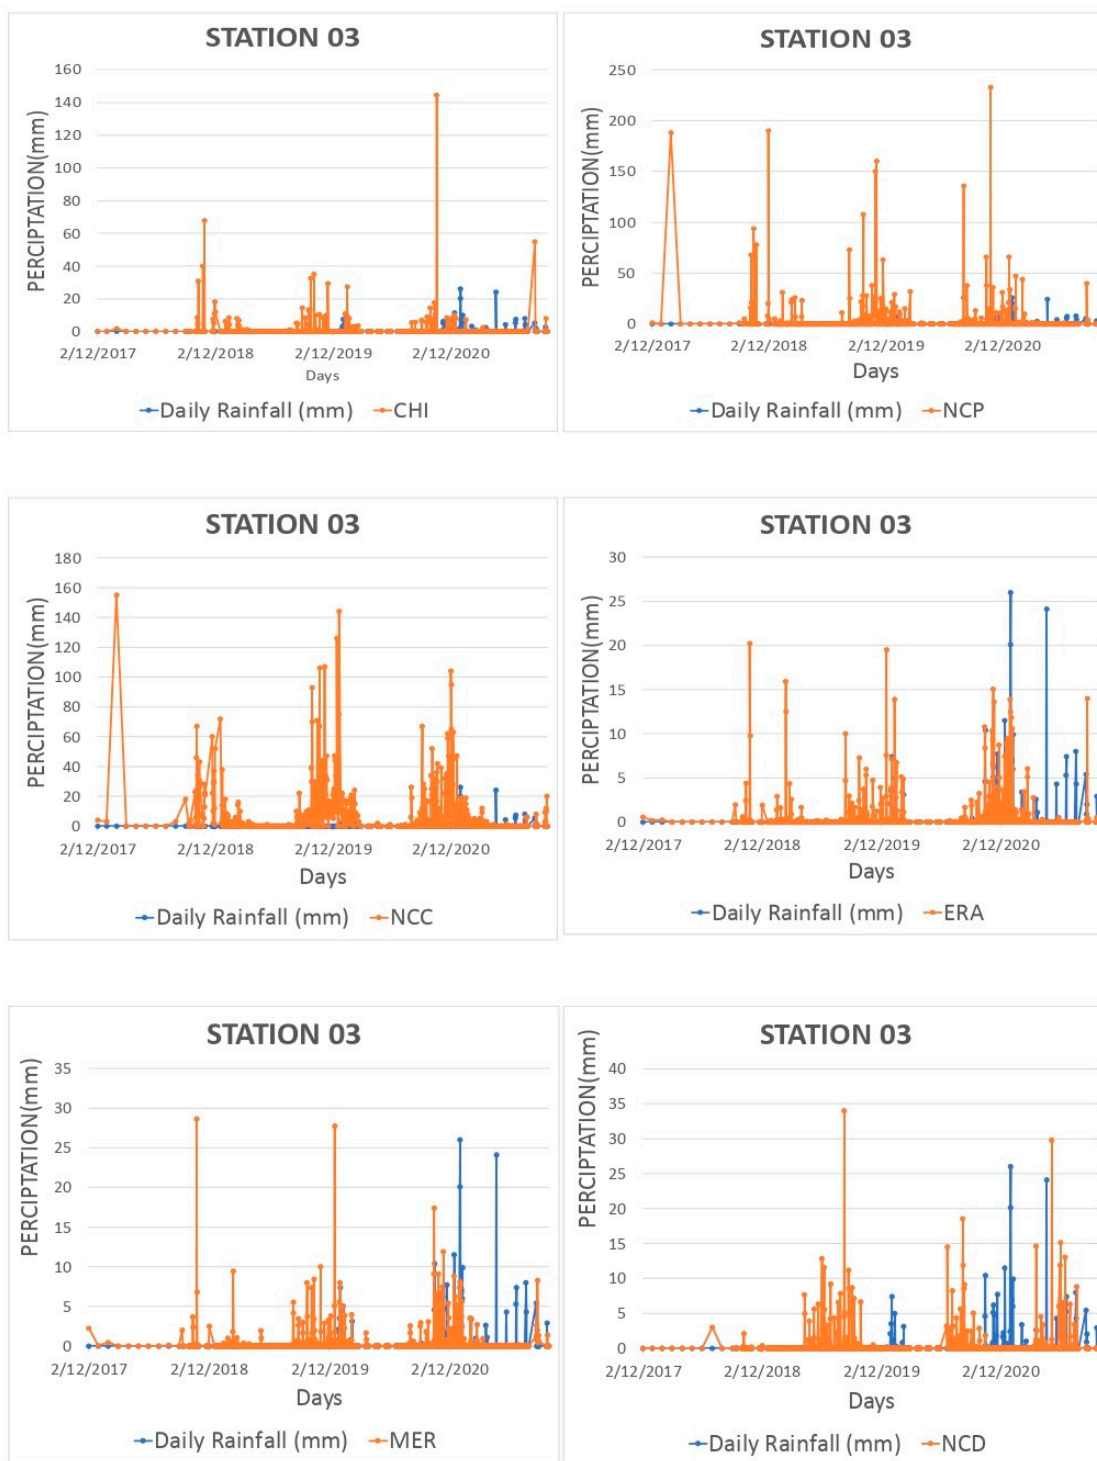 STATION 03
PERCIPTATION(mm)
160
140
120
100
80
60
40
20
0
2/12/2017 2/12/2018 2/12/2019 2/12/2020
Days
Daily Rainfall (mm) CHI
STATION 03
PERCIPTATION(mm)
250
200
150
100
50
0
2/12/2017 2/12/2018 2/12/2019 2/12/2020
Days
Daily Rainfall (mm) NCP
STATION 03
PERCIPTATION(mm)
180
160
140
120
100
80
60
40
20
0
2/12/2017 2/12/2018 2/12/2019 2/12/2020
Days
Daily Rainfall (mm) NCC
STATION 03
PERCIPTATION(mm)
30
25
20
15
10
5
0
2/12/2017 2/12/2018 2/12/2019 2/12/2020
Days
Daily Rainfall (mm) ERA
STATION 03
PERCIPTATION(mm)
35
30
25
20
15
10
5
0
2/12/2017 2/12/2018 2/12/2019 2/12/2020
Days
Daily Rainfall (mm) MER
STATION 03
PERCIPTATION(mm)
40
35
30
25
20
15
10
5
0
2/12/2017 2/12/2018 2/12/2019 2/12/2020
Days
Daily Rainfall (mm) NCD